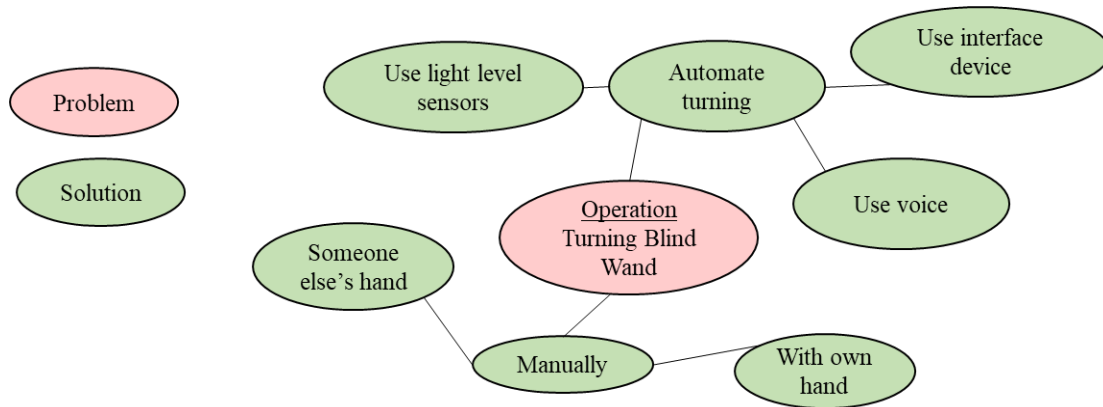 Problem
Solution
Use light level
sensors
Automate
turning
Use interface
device
Use voice
Operation
Turning Blind
Wand
Someone
else’s hand
Manually
With own
hand